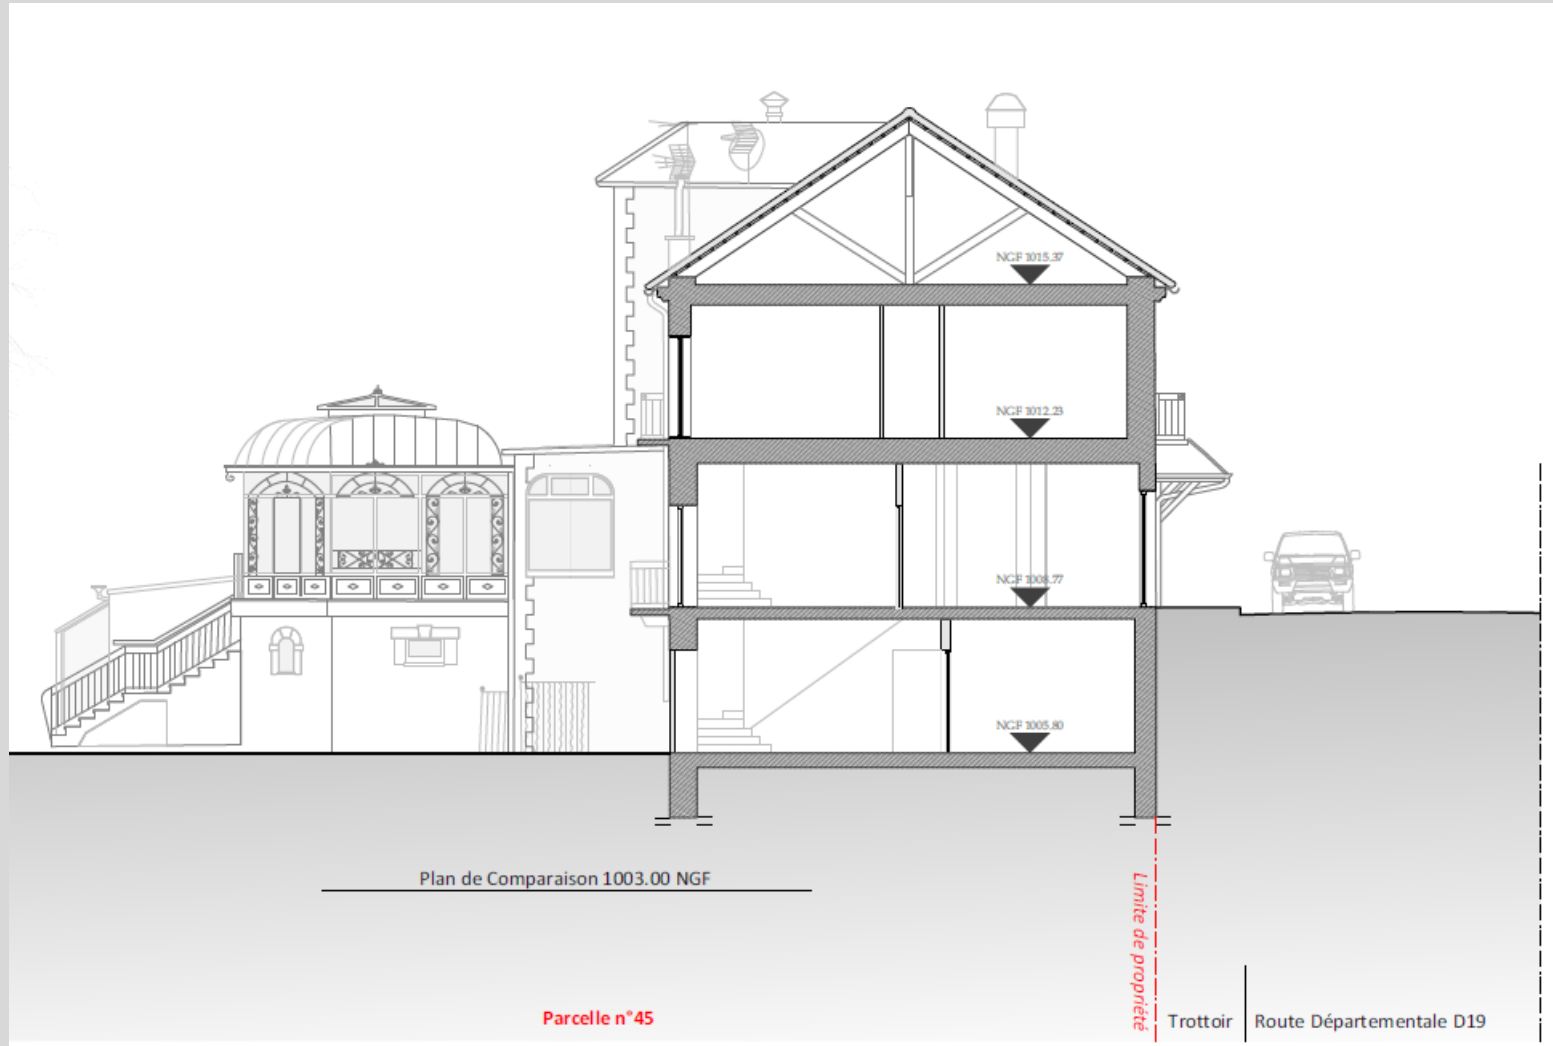 NGF 1015.37
NGF 1012.23
NGF 1008.77
NGF 1005.80
Plan de Comparaison 1003.00 NGF
Limite de propriété
Parcelle n°45
Trottoir
Route Départementale D19